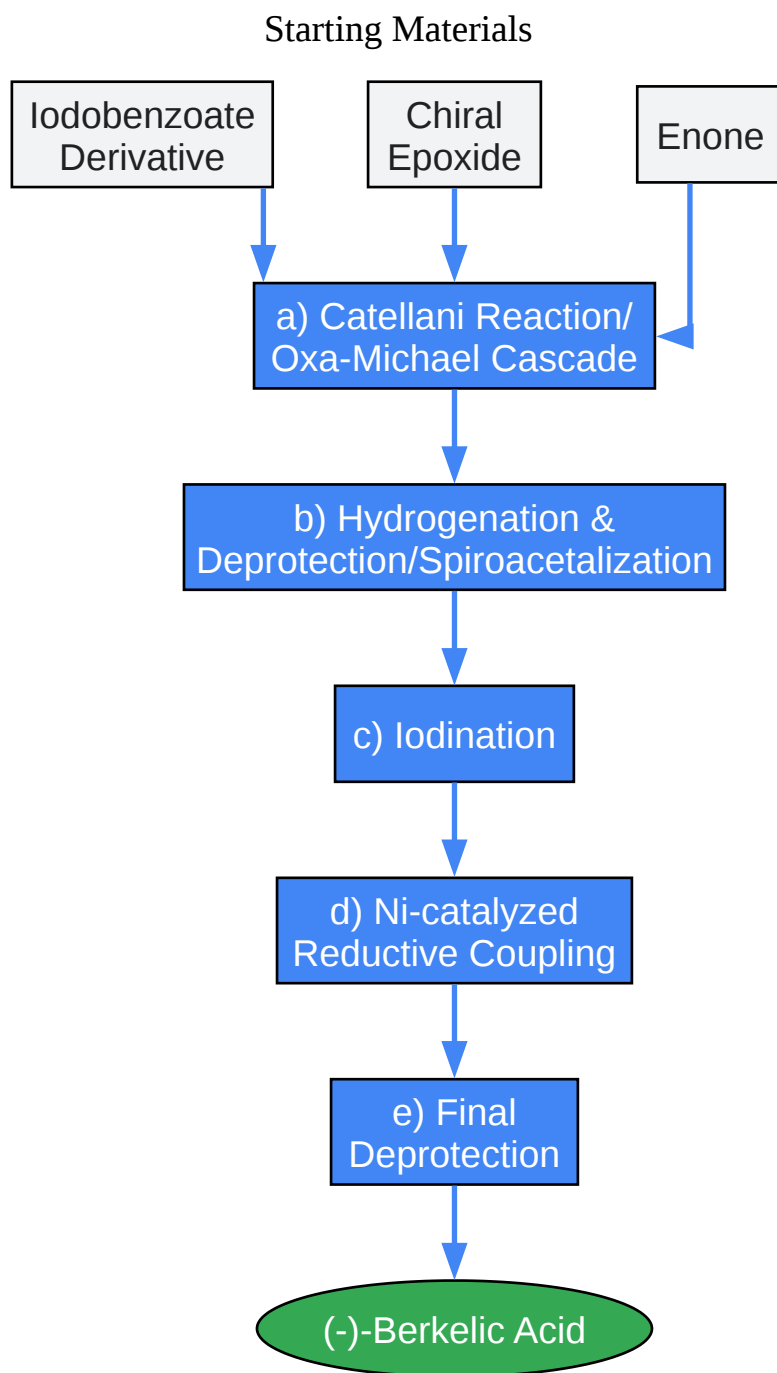 Starting Materials
Iodobenzoate
Derivative
Chiral
Epoxide
Enone
a) Catellani Reaction/
Oxa-Michael Cascade
b) Hydrogenation &
Deprotection/Spiroacetalization
c) Iodination
d) Ni-catalyzed
Reductive Coupling
e) Final
Deprotection
(-)-Berkelic Acid